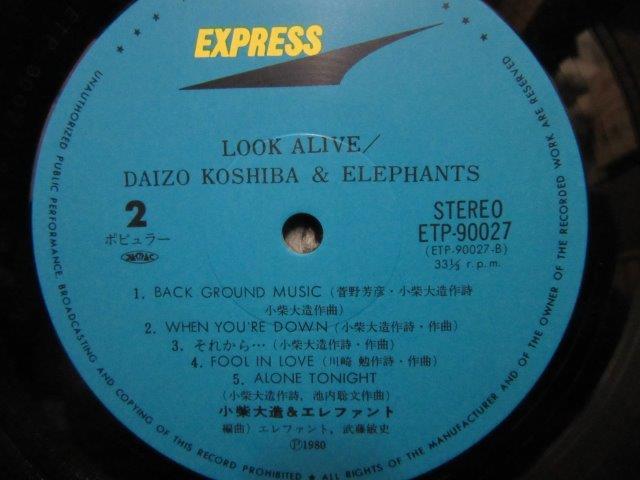 EXPRESS
LOOK ALIVE/
DAIZO KOSHIBA & ELEPHANTS
2
ポピュラー
STEREO
ETP-90027
(ETP-90027-B)
33⅓ r.p.m.
1. BACK GROUND MUSIC (菅野芳彦・小柴大造作詩
小柴大造作曲)
2. WHEN YOU'RE DOWN (小柴大造作詩・作曲)
3. それから… (小柴大造作詩・作曲)
4. FOOL IN LOVE (川崎 勉作詩・作曲)
5. ALONE TONIGHT
(小柴大造作詩, 池内聡文作曲)
小柴大造&エレファント
編曲) エレファント, 武藤敏史
Ⓟ1980
UNAUTHORIZED PUBLIC PERFORMANCE, BROADCASTING AND COPYING OF THIS RECORD PROHIBITED ★ ALL RIGHTS OF THE MANUFACTURER AND OF THE OWNER OF THE RECORDED WORK ARE RESERVED